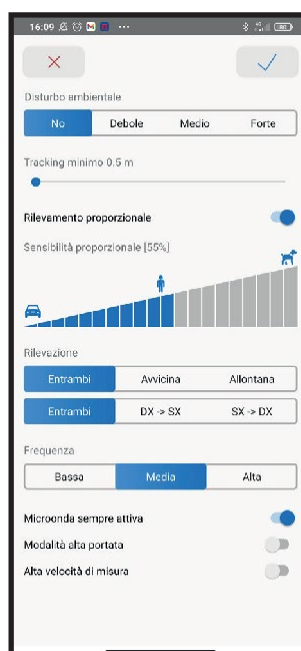 16:09
Disturbo ambientale
No Debole Medio Forte
Tracking minimo 0.5 m
Rilevamento proporzionale
Sensibilità proporzionale [55%]
Rilevazione
Entrambi Avvicina Allontana
Entrambi DX -> SX SX -> DX
Frequenza
Bassa Media Alta
Microonda sempre attiva
Modalità alta portata
Alta velocità di misura